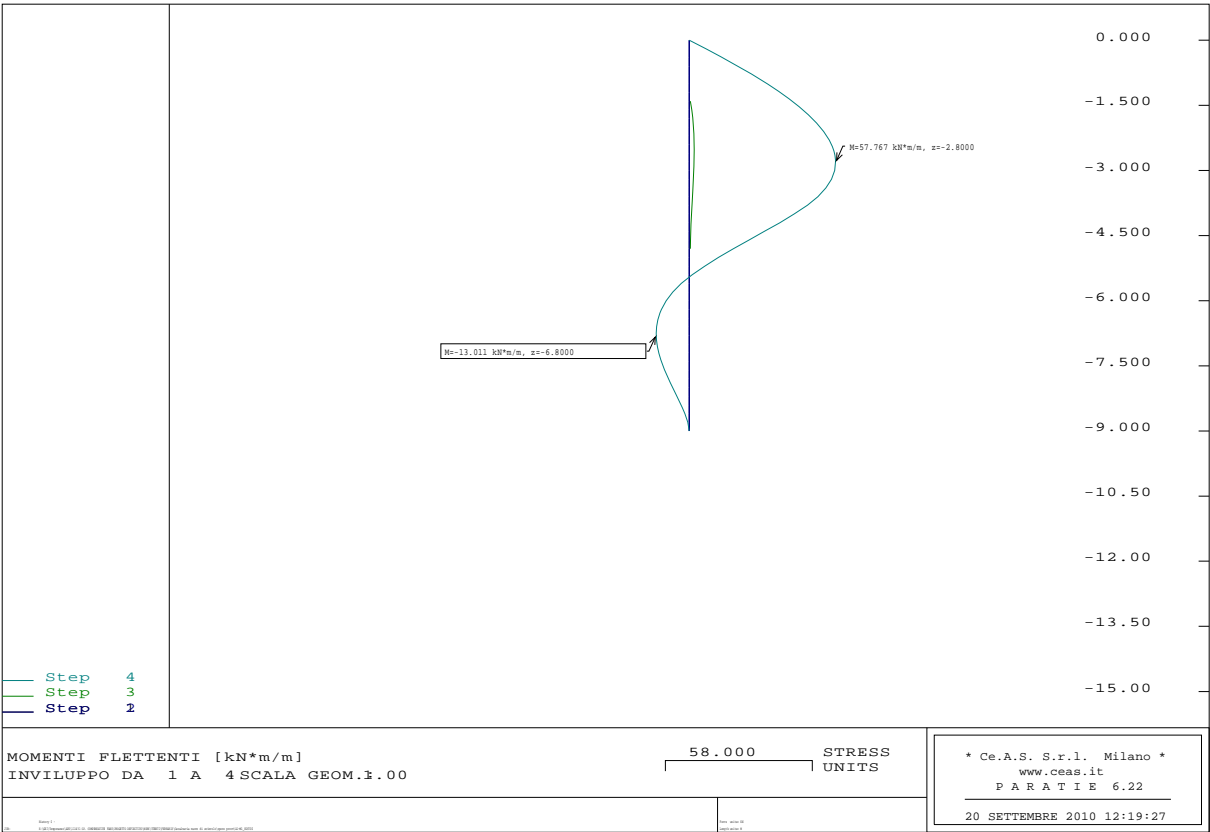 0.000
-1.500
M=57.767 kN*m/m, z=-2.8000
-3.000
-4.500
-6.000
M=-13.011 kN*m/m, z=-6.8000
-7.500
-9.000
-10.50
-12.00
-13.50
-15.00
Step 4
Step 3
Step
MOMENTI FLETTENTI [kN*m/m]
INVILUPPO DA 1 A 4 SCALA GEOM. .00
58.000 STRESS
UNITS
* Ce.A.S. S.r.l. Milano *
www.ceas.it
P A R A T I E 6.22
20 SETTEMBRE 2010 12:19:27